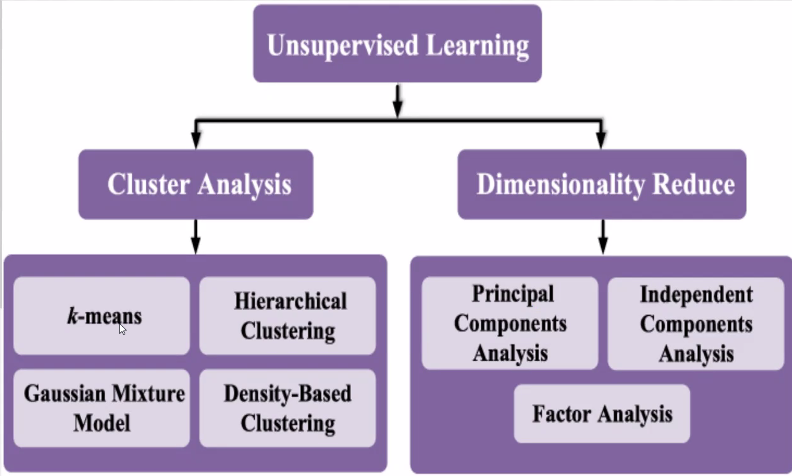 Unsupervised Learning
Cluster Analysis
Dimensionality Reduce
k-means
Hierarchical
Clustering
Gaussian Mixture
Model
Density-Based
Clustering
Principal
Components
Analysis
Independent
Components
Analysis
Factor Analysis